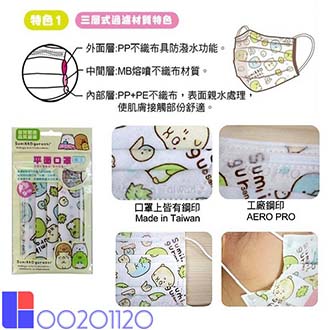 特色1 三層式過濾材質特色
外面層:PP不織布具防潑水功能。
中間層:MB熔噴不織布材質。
內部層:PP+PE不織布,表面親水處理,
使肌膚接觸部份舒適。
Sumikkogurashi
平面口罩
口罩上皆有鋼印
Made in Taiwan
工廠鋼印
AERO PRO
00201120